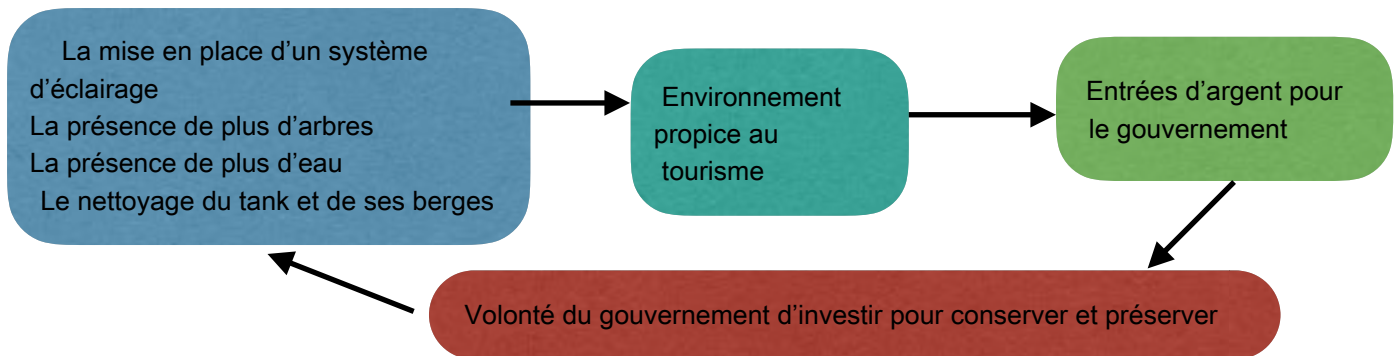 La mise en place d’un système
d’éclairage
La présence de plus d’arbres
La présence de plus d’eau
Le nettoyage du tank et de ses berges
Environnement
propice au
tourisme
Entrées d’argent pour
le gouvernement
Volonté du gouvernement d’investir pour conserver et préserver